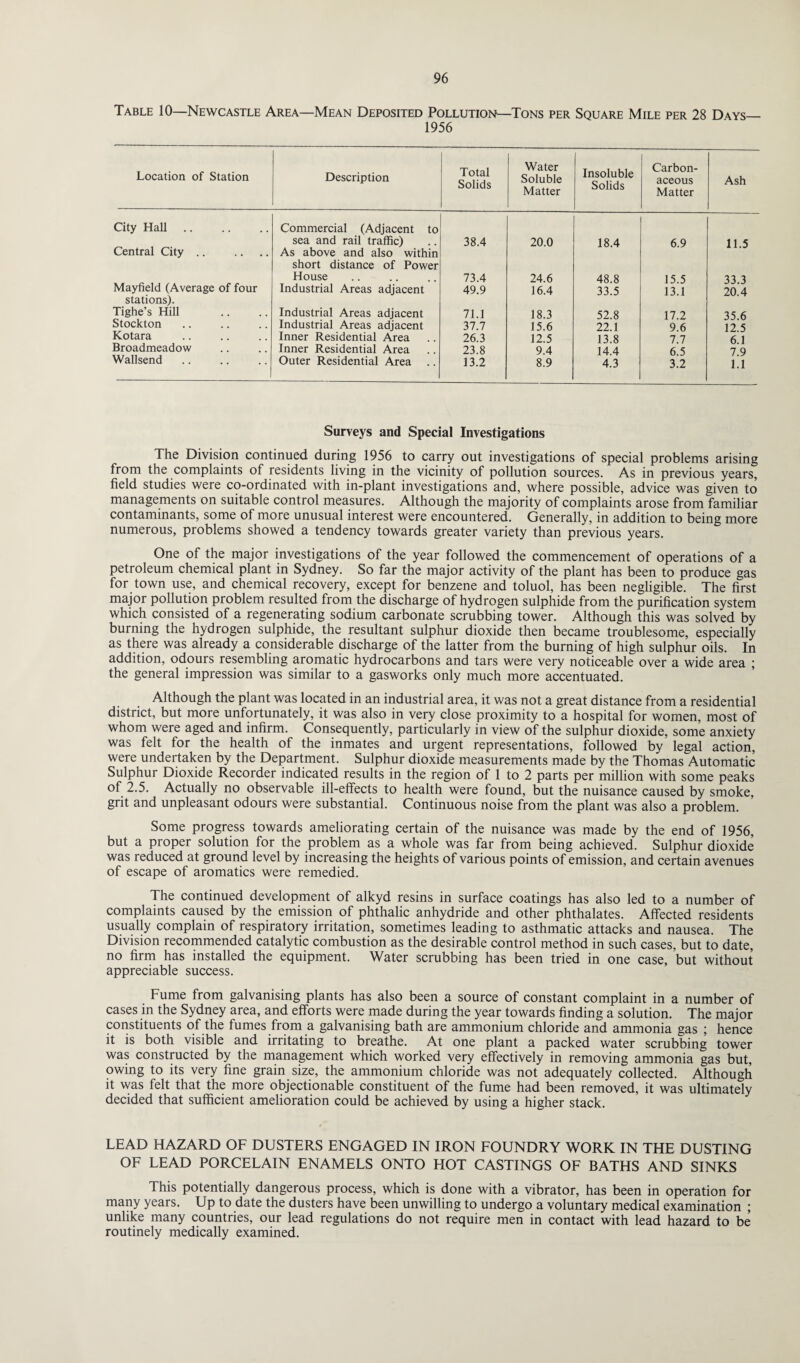 96
Table 10—Newcastle Area—Mean Deposited Pollution—Tons per Square Mile per 28 Days—
1956
Location of Station | Description | Total Solids | Water Soluble Matter | Insoluble Solids | Carbon-aceous Matter | Ash
City Hall .. .. .. | Commercial (Adjacent to sea and rail traffic) .. | 38.4 | 20.0 | 18.4 | 6.9 | 11.5
Central City .. .. .. | As above and also within short distance of Power House .. .. .. | 73.4 | 24.6 | 48.8 | 15.5 | 33.3
Mayfield (Average of four stations). | Industrial Areas adjacent | 49.9 | 16.4 | 33.5 | 13.1 | 20.4
Tighe's Hill .. .. | Industrial Areas adjacent | 71.1 | 18.3 | 52.8 | 17.2 | 35.6
Stockton .. .. .. | Industrial Areas adjacent | 37.7 | 15.6 | 22.1 | 9.6 | 12.5
Kotara .. .. .. | Inner Residential Area .. | 26.3 | 12.5 | 13.8 | 7.7 | 6.1
Broadmeadow .. .. | Inner Residential Area .. | 23.8 | 9.4 | 14.4 | 6.5 | 7.9
Wallsend .. .. .. | Outer Residential Area .. | 13.2 | 8.9 | 4.3 | 3.2 | 1.1
Surveys and Special Investigations
The Division continued during 1956 to carry out investigations of special problems arising
from the complaints of residents living in the vicinity of pollution sources. As in previous years,
field studies were co-ordinated with in-plant investigations and, where possible, advice was given to
managements on suitable control measures. Although the majority of complaints arose from familiar
contaminants, some of more unusual interest were encountered. Generally, in addition to being more
numerous, problems showed a tendency towards greater variety than previous years.
One of the major investigations of the year followed the commencement of operations of a
petroleum chemical plant in Sydney. So far the major activity of the plant has been to produce gas
for town use, and chemical recovery, except for benzene and toluol, has been negligible. The first
major pollution problem resulted from the discharge of hydrogen sulphide from the purification system
which consisted of a regenerating sodium carbonate scrubbing tower. Although this was solved by
burning the hydrogen sulphide, the resultant sulphur dioxide then became troublesome, especially
as there was already a considerable discharge of the latter from the burning of high sulphur oils. In
addition, odours resembling aromatic hydrocarbons and tars were very noticeable over a wide area ;
the general impression was similar to a gasworks only much more accentuated.
Although the plant was located in an industrial area, it was not a great distance from a residential
district, but more unfortunately, it was also in very close proximity to a hospital for women, most of
whom were aged and infirm. Consequently, particularly in view of the sulphur dioxide, some anxiety
was felt for the health of the inmates and urgent representations, followed by legal action,
were undertaken by the Department. Sulphur dioxide measurements made by the Thomas Automatic
Sulphur Dioxide Recorder indicated results in the region of 1 to 2 parts per million with some peaks
of 2.5. Actually no observable ill-effects to health were found, but the nuisance caused by smoke,
grit and unpleasant odours were substantial. Continuous noise from the plant was also a problem.
Some progress towards ameliorating certain of the nuisance was made by the end of 1956,
but a proper solution for the problem as a whole was far from being achieved. Sulphur dioxide
was reduced at ground level by increasing the heights of various points of emission, and certain avenues
of escape of aromatics were remedied.
The continued development of alkyd resins in surface coatings has also led to a number of
complaints caused by the emission of phthalic anhydride and other phthalates. Affected residents
usually complain of respiratory irritation, sometimes leading to asthmatic attacks and nausea. The
Division recommended catalytic combustion as the desirable control method in such cases, but to date,
no firm has installed the equipment. Water scrubbing has been tried in one case, but without
appreciable success.
Fume from galvanising plants has also been a source of constant complaint in a number of
cases in the Sydney area, and efforts were made during the year towards finding a solution. The major
constituents of the fumes from a galvanising bath are ammonium chloride and ammonia gas ; hence
it is both visible and irritating to breathe. At one plant a packed water scrubbing tower
was constructed by the management which worked very effectively in removing ammonia gas but,
owing to its very fine grain size, the ammonium chloride was not adequately collected. Although
it was felt that the more objectionable constituent of the fume had been removed, it was ultimately
decided that sufficient amelioration could be achieved by using a higher stack.
LEAD HAZARD OF DUSTERS ENGAGED IN IRON FOUNDRY WORK IN THE DUSTING
OF LEAD PORCELAIN ENAMELS ONTO HOT CASTINGS OF BATHS AND SINKS
This potentially dangerous process, which is done with a vibrator, has been in operation for
many years. Up to date the dusters have been unwilling to undergo a voluntary medical examination ;
unlike many countries, our lead regulations do not require men in contact with lead hazard to be
routinely medically examined.